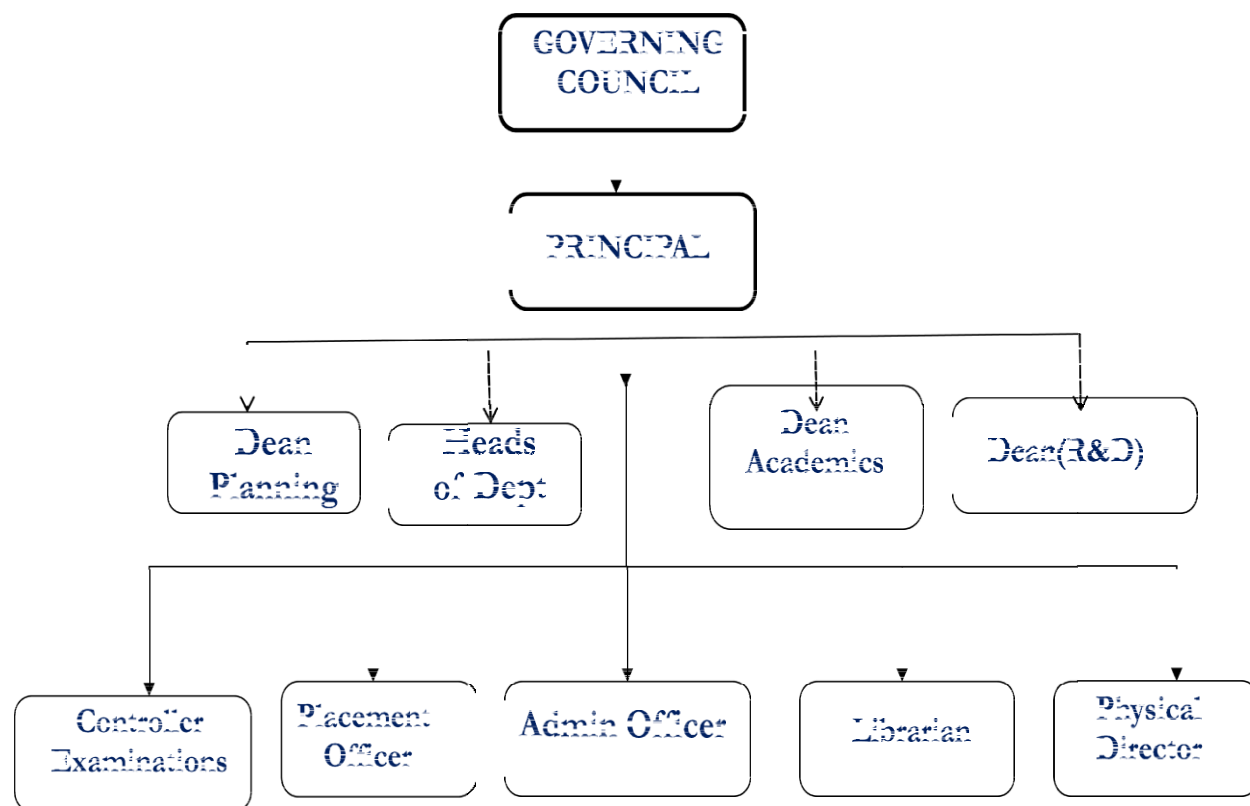 GOVERNING
COUNCIL
PRINCIPAL
Dean
Planning
Heads
of Dept
Dean
Academics
Dean(R&D)
Controller
Examinations
Placement
Officer
Admin Officer
Librarian
Physical
Director